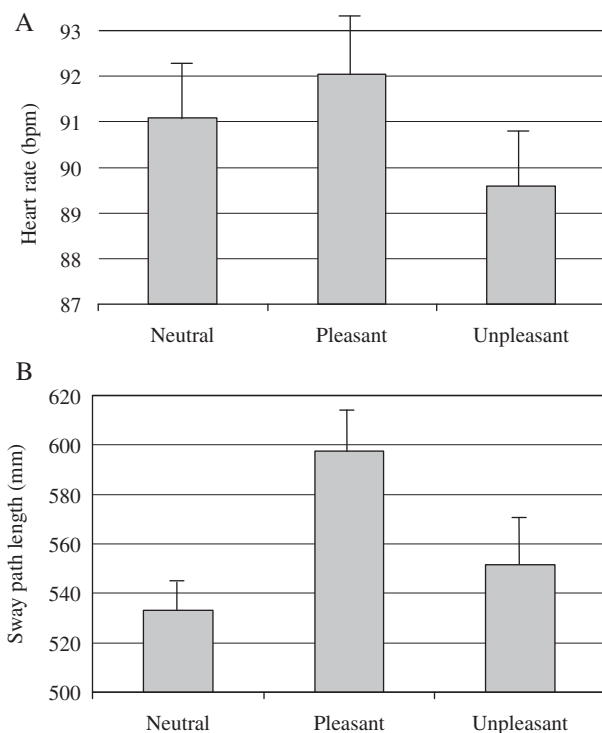 A
Heart rate (bpm)
93
92
91
90
89
88
87
Neutral Pleasant Unpleasant
B
Sway path length (mm)
620
600
580
560
540
520
500
Neutral Pleasant Unpleasant